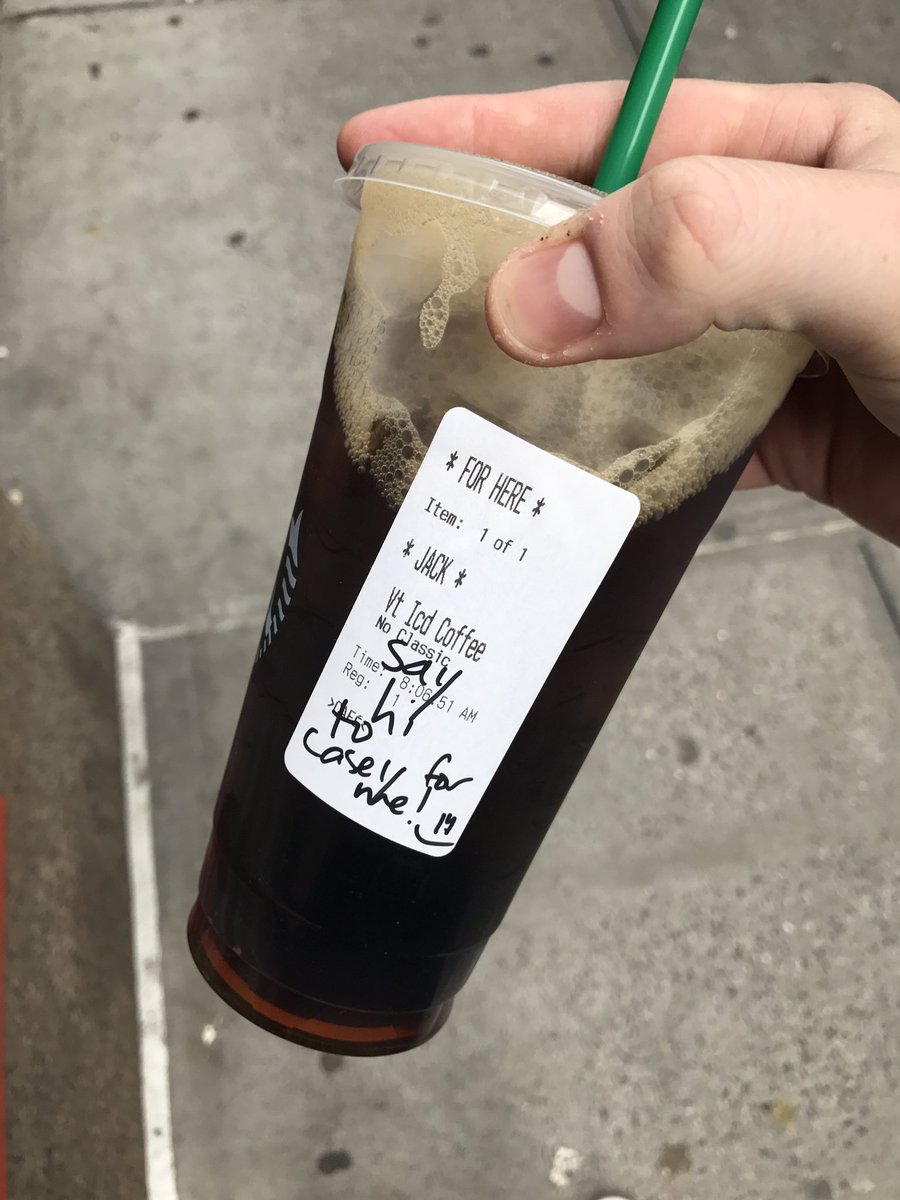 * FOR HERE *
Item: 1 of 1
* JACK *
Vt Icd Coffee
No Classic
Time: 8:06:51 AM
Reg: 1
say
hi
to
casey for
me!